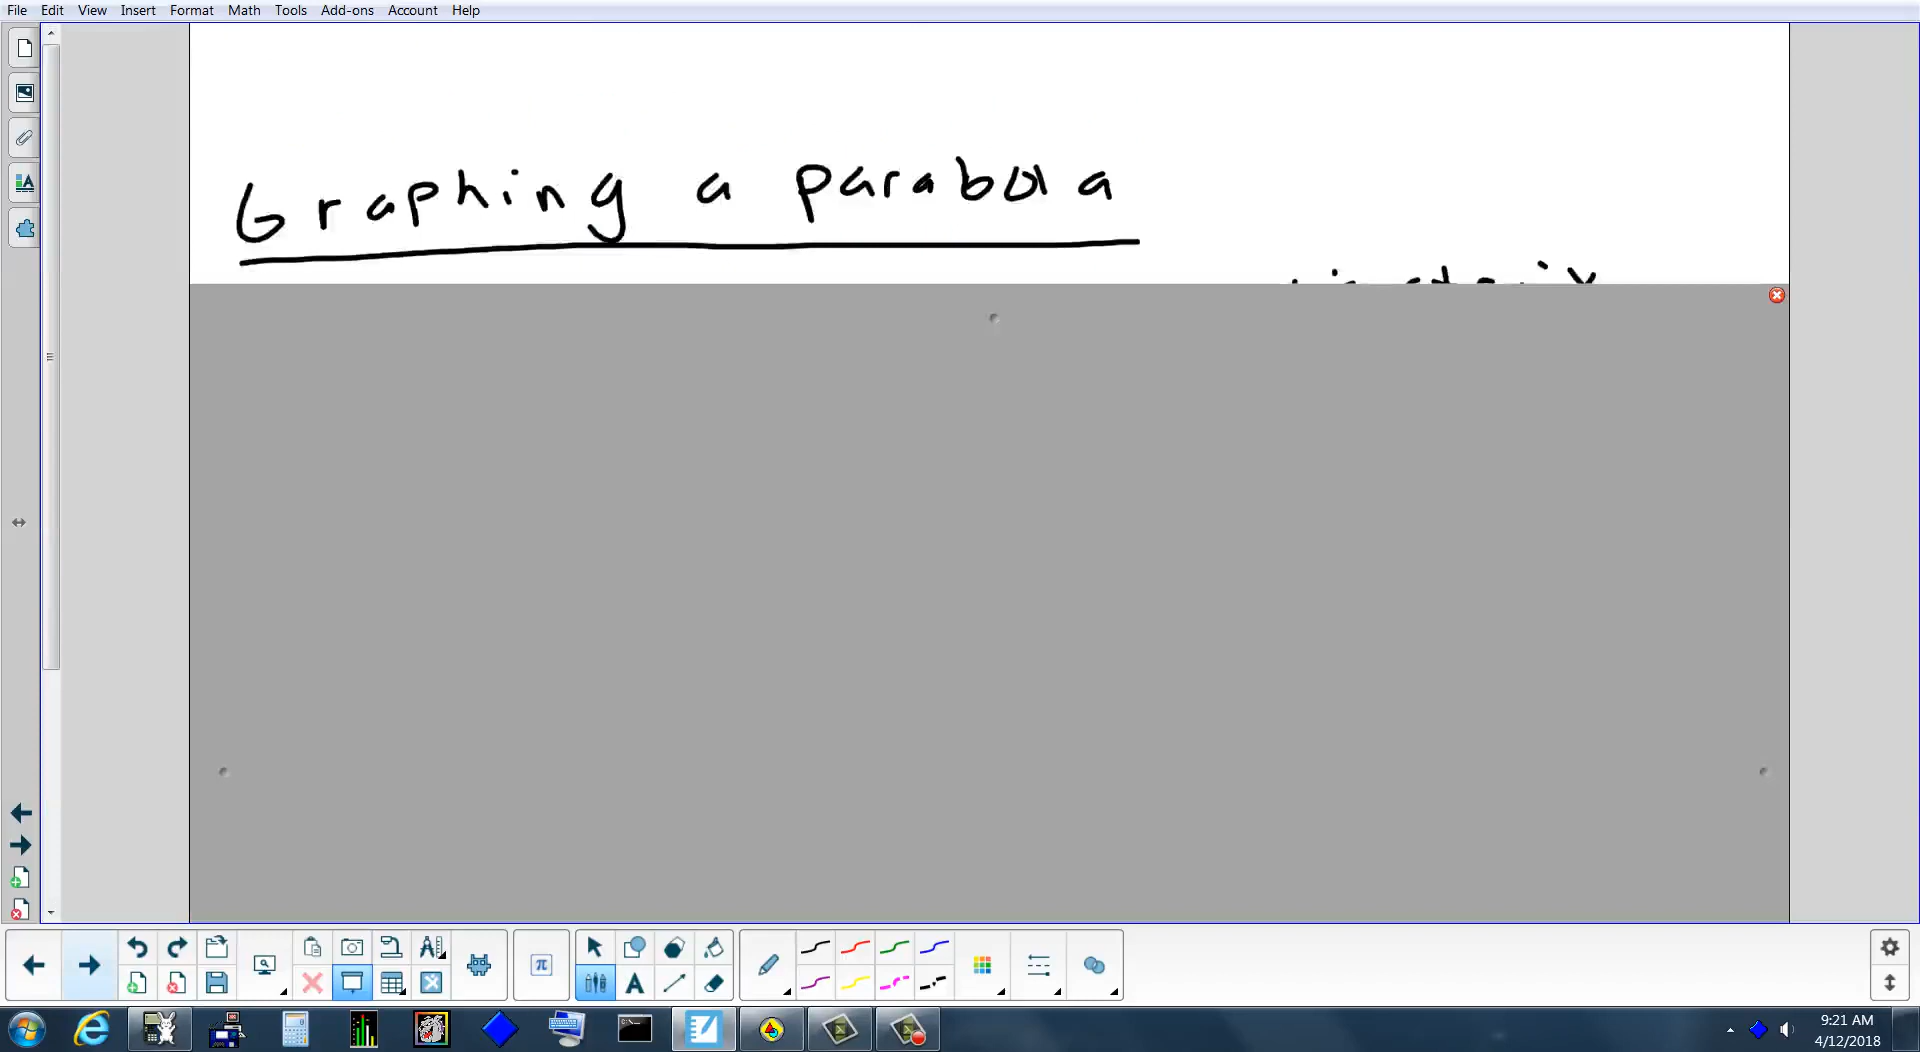 File Edit View Insert Format Math Tools Add-ons Account Help
Graphing a parabola
9:21 AM
4/12/2018